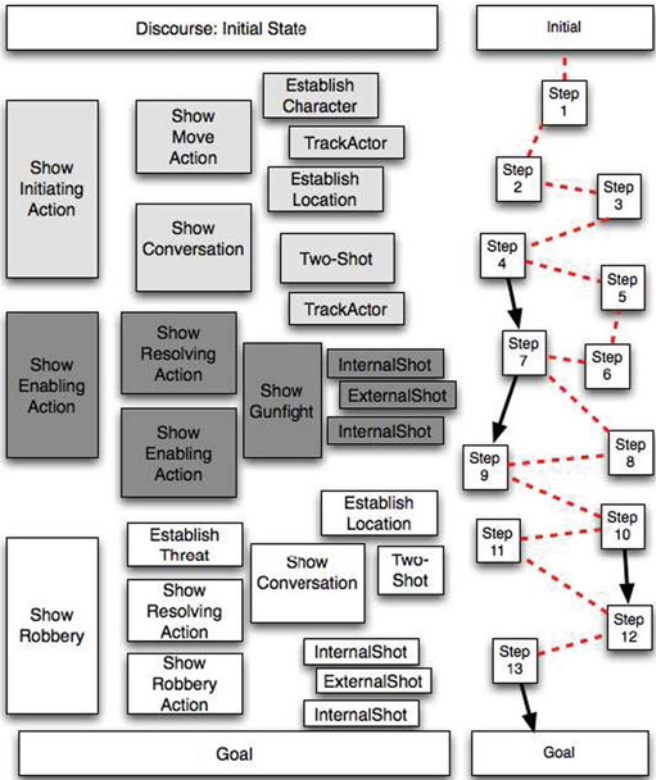 Discourse: Initial State
Show
Initiating
Action
Show
Move
Action
Establish
Character
TrackActor
Establish
Location
Show
Conversation
Two-Shot
TrackActor
Show
Enabling
Action
Show
Resolving
Action
Show
Enabling
Action
Show
Gunfight
InternalShot
ExternalShot
InternalShot
Show
Robbery
Establish
Threat
Show
Resolving
Action
Show
Robbery
Action
Establish
Location
Show
Conversation
Two-
Shot
InternalShot
ExternalShot
InternalShot
Goal
Initial
Step
1
Step
2
Step
3
Step
4
Step
5
Step
6
Step
7
Step
8
Step
9
Step
10
Step
11
Step
12
Step
13
Goal